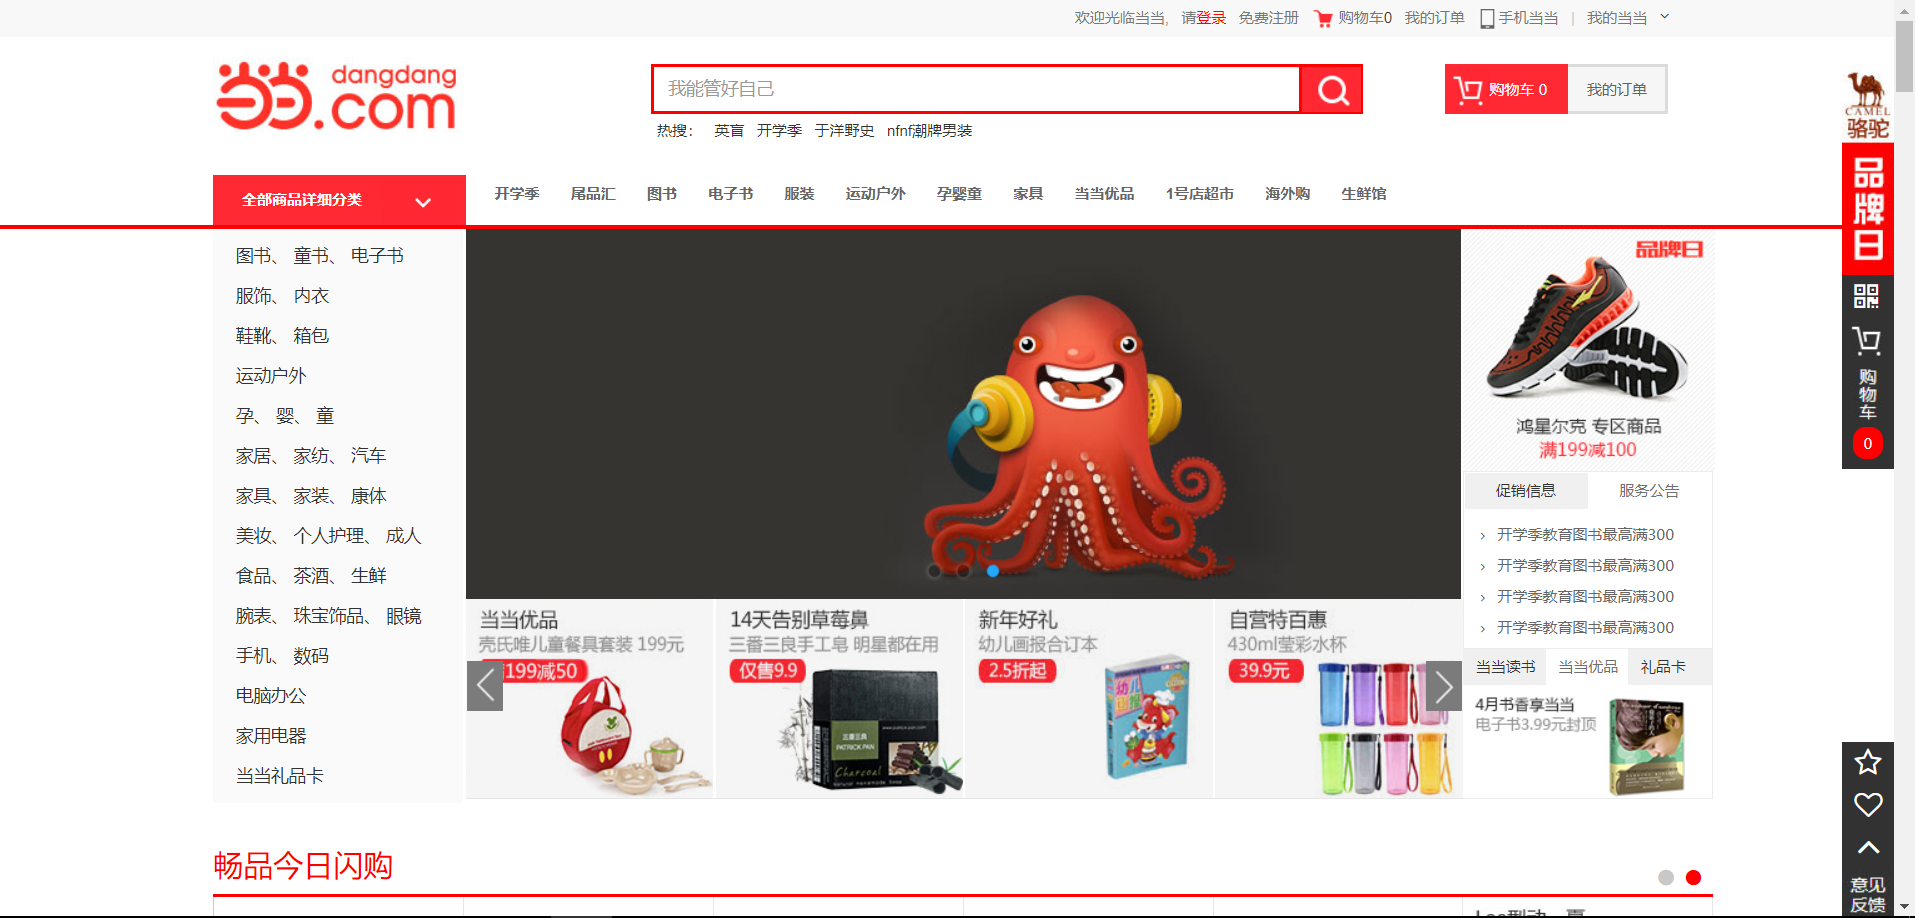 欢迎光临当当, 请登录 免费注册 购物车0 我的订单 手机当当 | 我的当当
dangdang
.com
我能管好自己
购物车 0
我的订单
热搜： 英盲 开学季 于洋野史 nfnf潮牌男装
CAMEL
骆驼
品牌日
全部商品详细分类
开学季 尾品汇 图书 电子书 服装 运动户外 孕婴童 家具 当当优品 1号店超市 海外购 生鲜馆
图书、 童书、 电子书
服饰、 内衣
鞋靴、 箱包
运动户外
孕、 婴、 童
家居、 家纺、 汽车
家具、 家装、 康体
美妆、 个人护理、 成人
食品、 茶酒、 生鲜
腕表、 珠宝饰品、 眼镜
手机、 数码
电脑办公
家用电器
当当礼品卡
品牌日
鸿星尔克 专区商品
满199减100
购物车
0
促销信息 服务公告
开学季教育图书最高满300
开学季教育图书最高满300
开学季教育图书最高满300
开学季教育图书最高满300
当当读书 当当优品 礼品卡
4月书香享当当
电子书3.99元封顶
当当优品
壳氏唯儿童餐具套装 199元
199减50
14天告别草莓鼻
三番三良手工皂 明星都在用
仅售9.9
PATRICK PAN
Charcoal
新年好礼
幼儿画报合订本
2.5折起
幼儿
自营特百惠
430ml莹彩水杯
39.9元
畅品今日闪购
意见
反馈